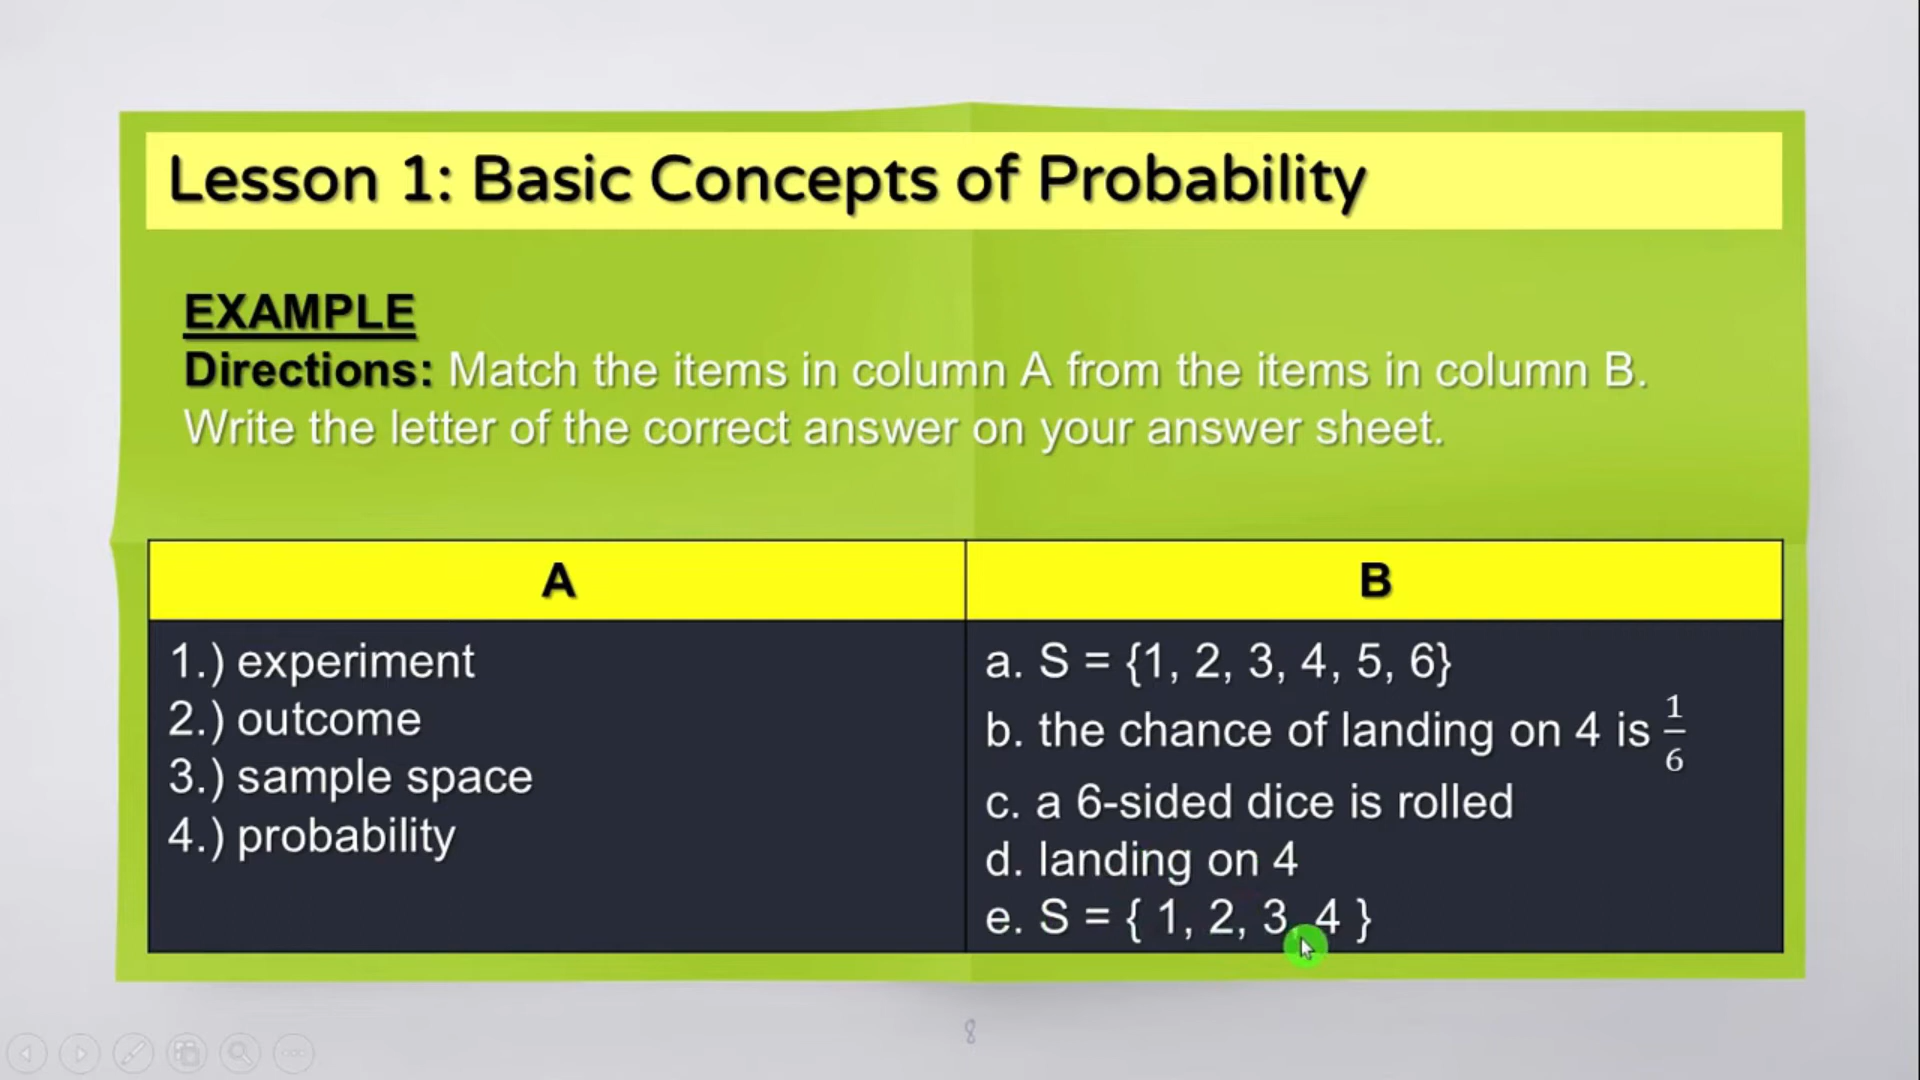 Lesson 1: Basic Concepts of Probability
EXAMPLE
Directions: Match the items in column A from the items in column B.
Write the letter of the correct answer on your answer sheet.
A
1.) experiment
2.) outcome
3.) sample space
4.) probability
B
a. S = {1, 2, 3, 4, 5, 6}
b. the chance of landing on 4 is 1/6
c. a 6-sided dice is rolled
d. landing on 4
e. S = { 1, 2, 3, 4 }
8